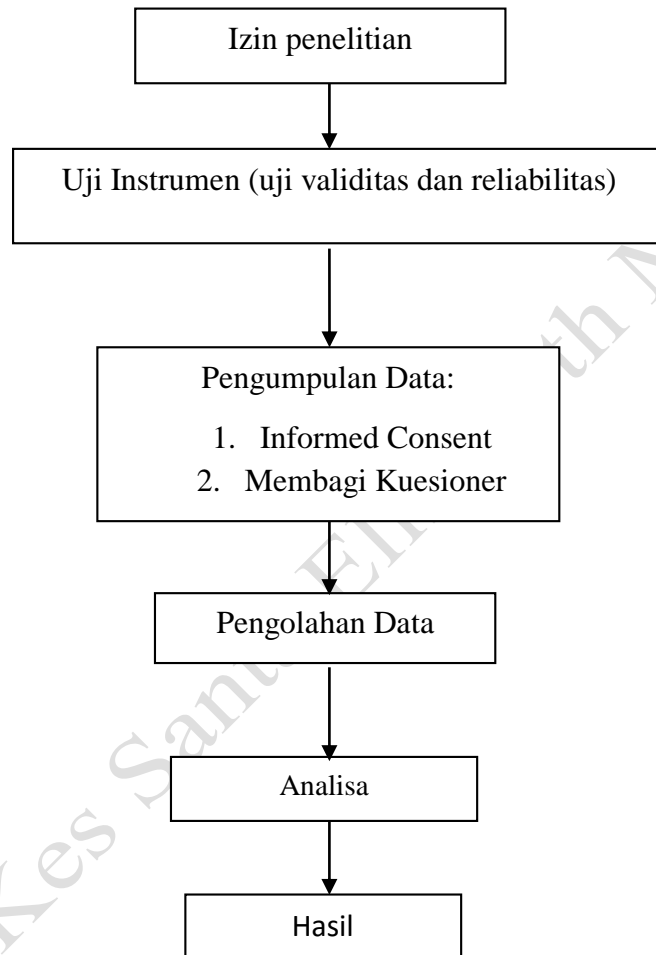 Izin penelitian
Uji Instrumen (uji validitas dan reliabilitas)
Pengumpulan Data:
1. Informed Consent
2. Membagi Kuesioner
Pengolahan Data
Analisa
Hasil